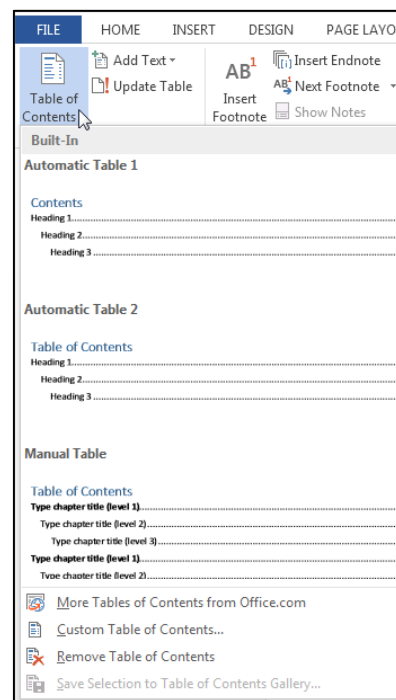 FILE HOME INSERT DESIGN PAGE LAYO
Table of Contents
Add Text
Update Table
AB1
Insert Footnote
Insert Endnote
Next Footnote
Show Notes
Built-In
Automatic Table 1
Contents
Heading 1
Heading 2
Heading 3
Automatic Table 2
Table of Contents
Heading 1
Heading 2
Heading 3
Manual Table
Table of Contents
Type chapter title (level 1)
Type chapter title (level 2)
Type chapter title (level 3)
Type chapter title (level 1)
Type chapter title (level 2)
More Tables of Contents from Office.com
Custom Table of Contents...
Remove Table of Contents
Save Selection to Table of Contents Gallery...